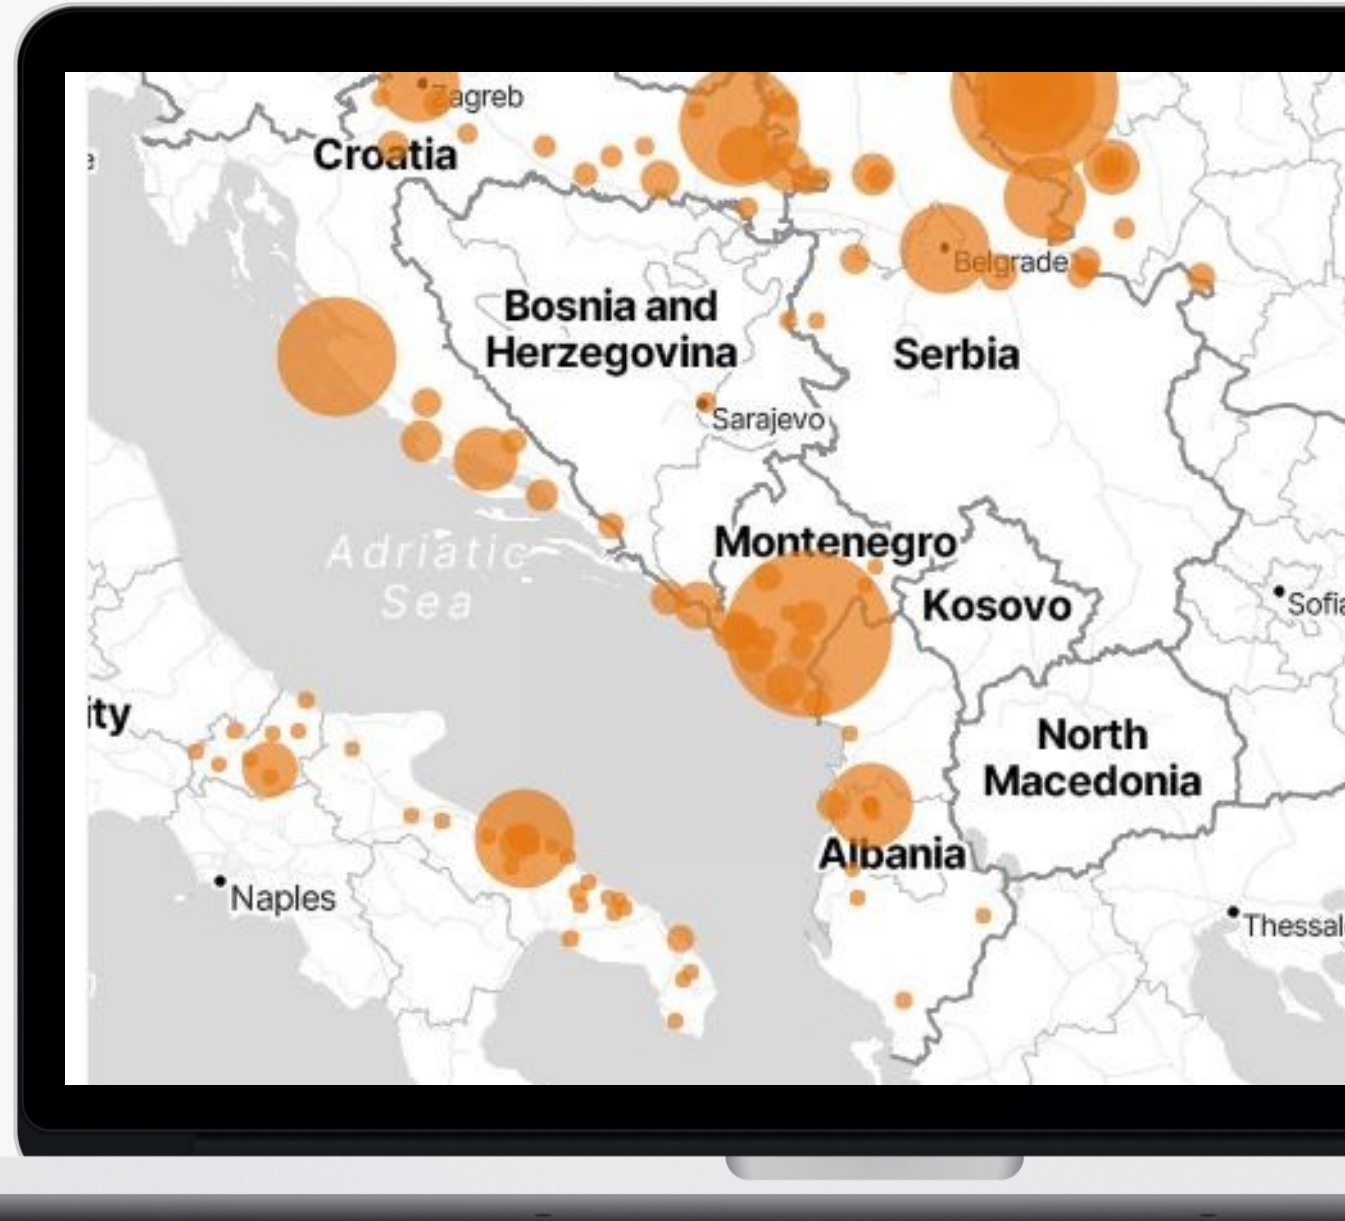 Zagreb
Croatia
Belgrade
Bosnia and
Herzegovina
Serbia
Sarajevo
Adriatic
Sea
Montenegro
Kosovo
Sofia
ity
North
Macedonia
Albania
Naples
Thessal